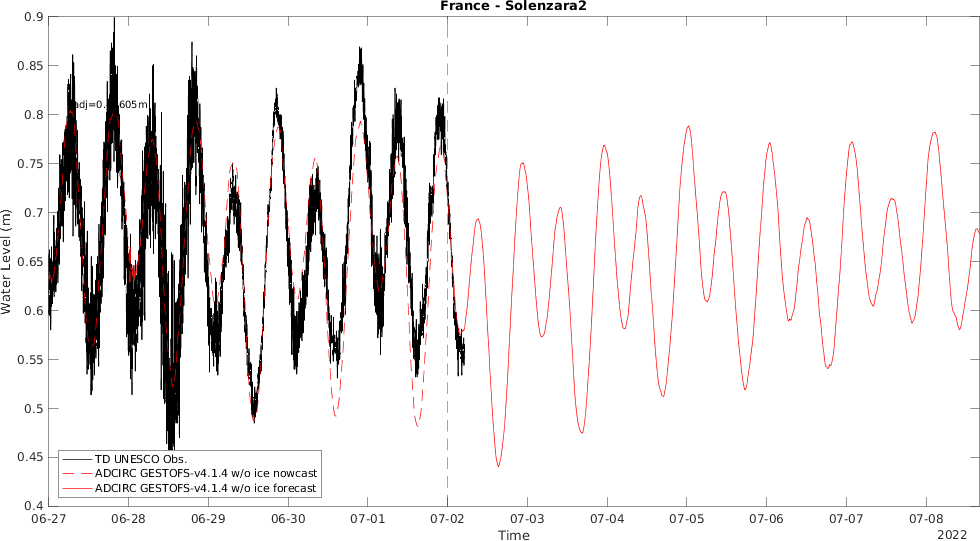 France - Solenzara2
0.9
0.85
0.8
0.75
0.7
0.65
0.6
0.55
0.5
0.45
0.4
Water Level (m)
TD UNESCO Obs.
ADCIRC GESTOFS-v4.1.4 w/o ice nowcast
ADCIRC GESTOFS-v4.1.4 w/o ice forecast
06-27 06-28 06-29 06-30 07-01 07-02 07-03 07-04 07-05 07-06 07-07 07-08
Time
2022